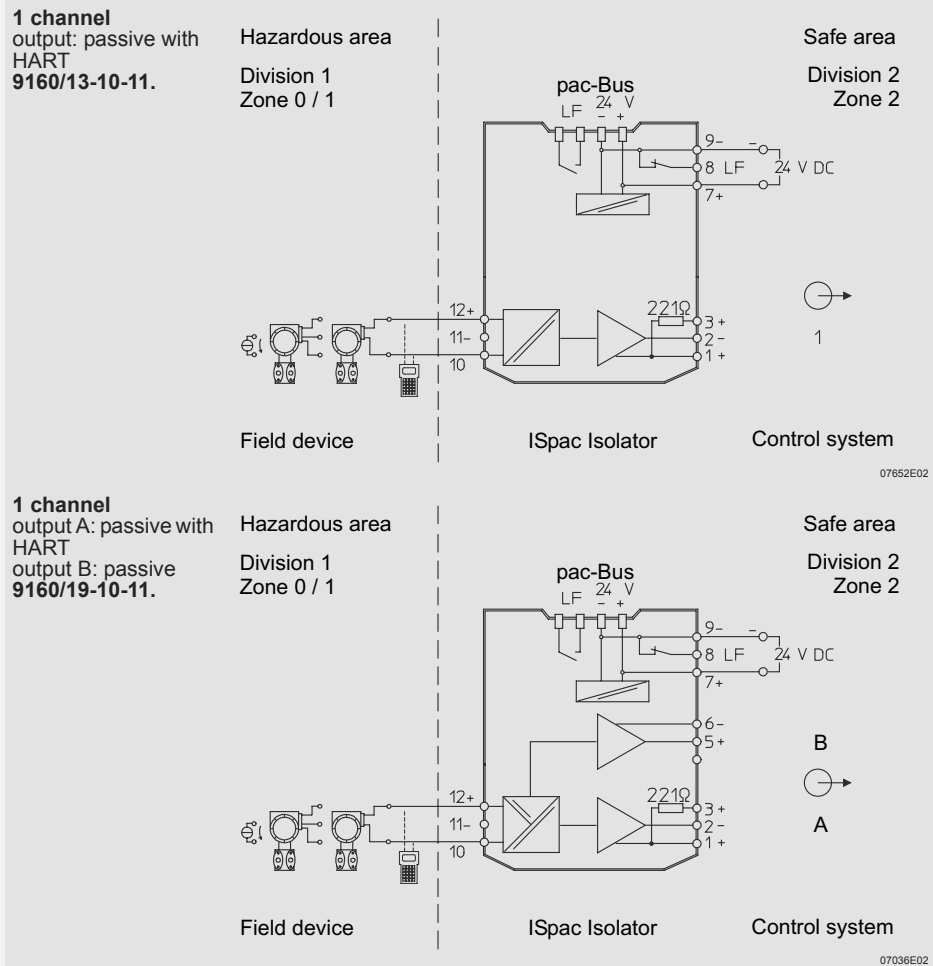 1 channel
output: passive with
HART
9160/13-10-11.
Hazardous area
Division 1
Zone 0 / 1
Safe area
Division 2
Zone 2
pac-Bus
LF 24 V
- +
9-
-
8 LF
24 V DC
7+
12+
11-
10
221Ω
3 +
2 -
1 +
1
Field device
ISpac Isolator
Control system
07652E02
1 channel
output A: passive with
HART
output B: passive
9160/19-10-11.
Hazardous area
Division 1
Zone 0 / 1
Safe area
Division 2
Zone 2
pac-Bus
LF 24 V
- +
9-
-
8 LF
24 V DC
7+
6-
5+
B
12+
11-
10
221Ω
3+
2-
1+
A
Field device
ISpac Isolator
Control system
07036E02